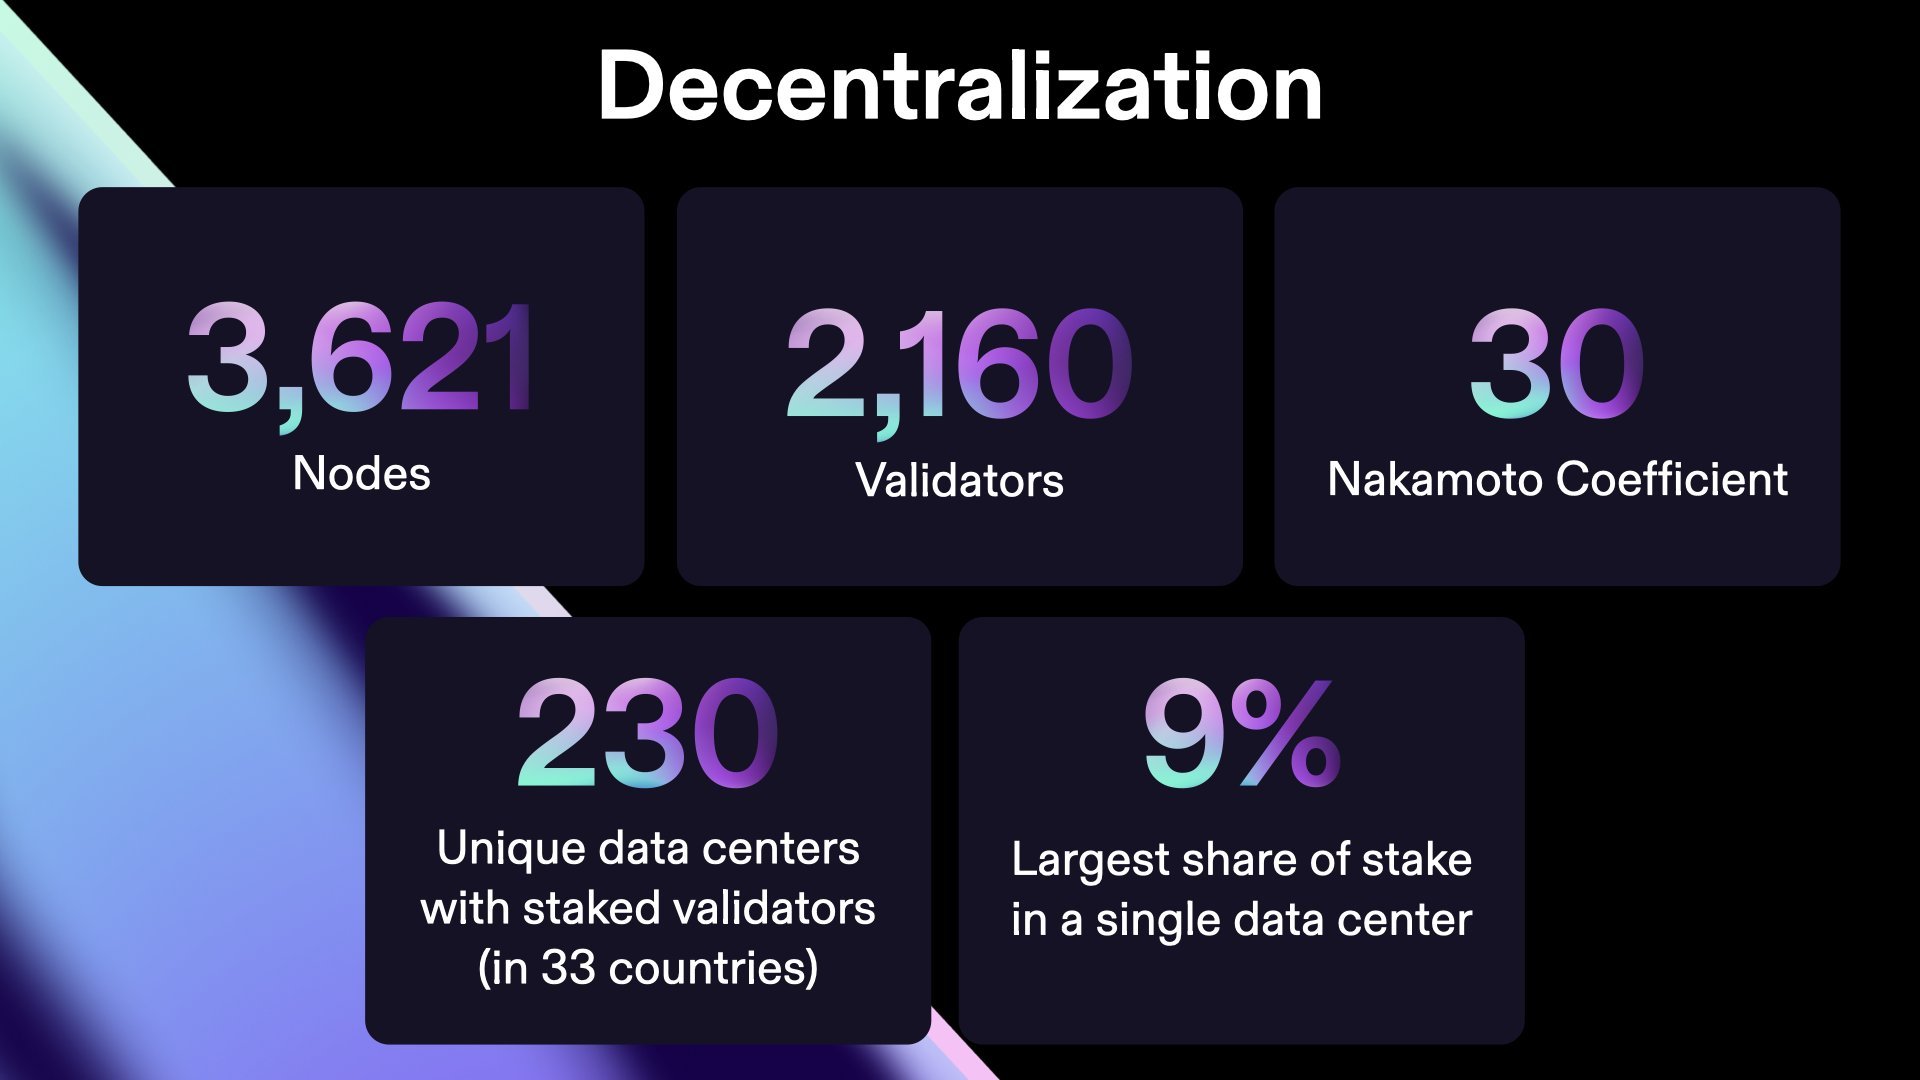 Decentralization
3,621
Nodes
2,160
Validators
30
Nakamoto Coefficient
230
Unique data centers
with staked validators
(in 33 countries)
9%
Largest share of stake
in a single data center